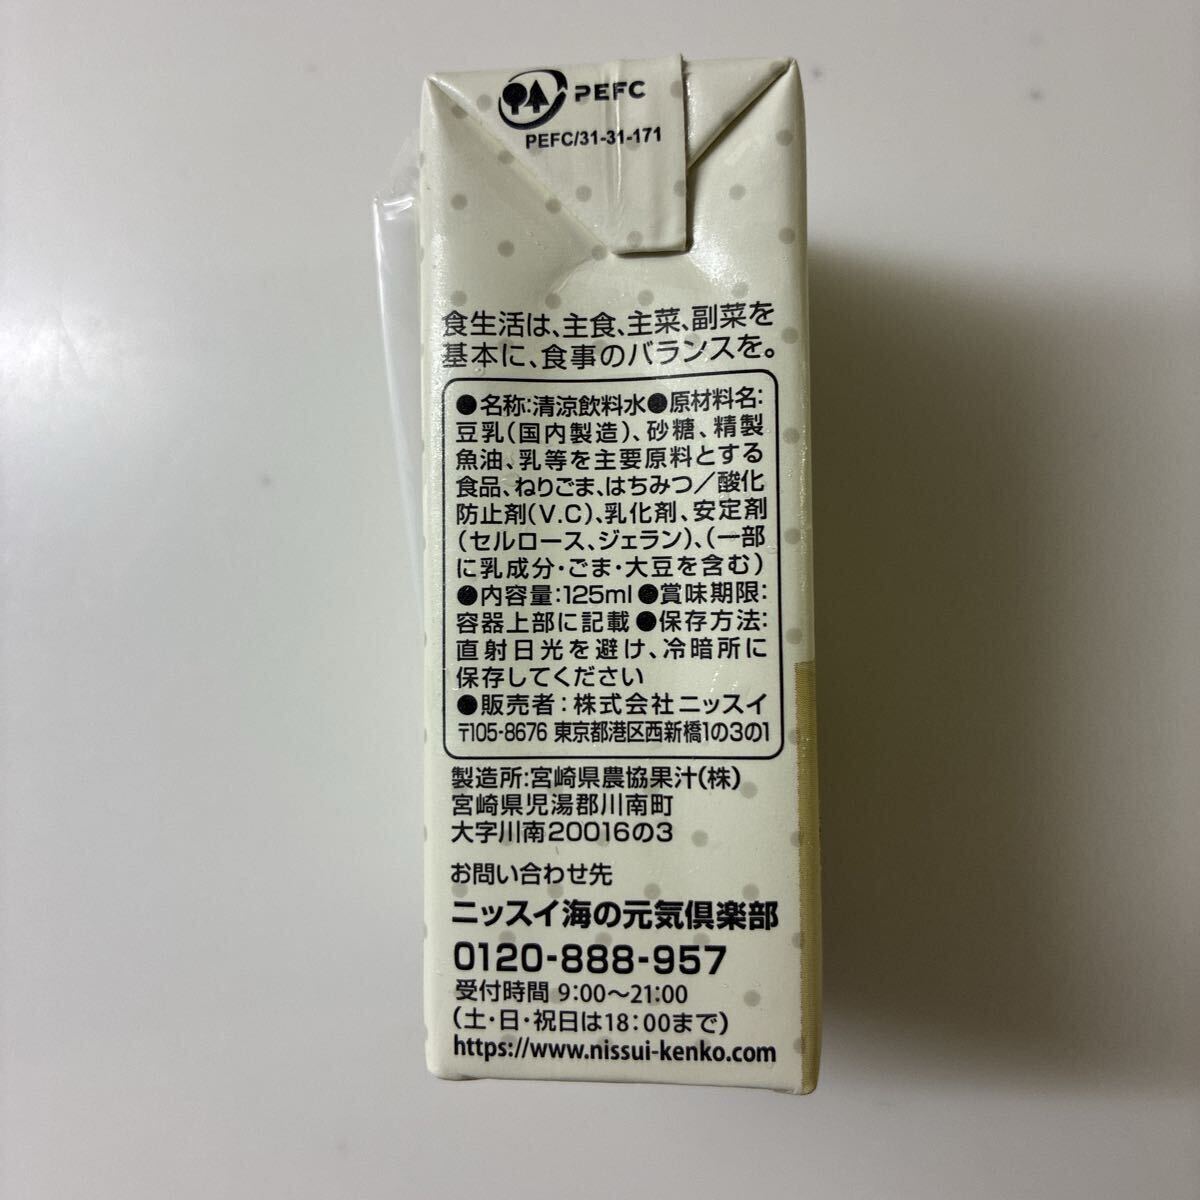 PEFC
PEFC/31-31-171
食生活は、主食、主菜、副菜を
基本に、食事のバランスを。
●名称:清涼飲料水●原材料名:
豆乳(国内製造)、砂糖、精製
魚油、乳等を主要原料とする
食品、ねりごま、はちみつ/酸化
防止剤(V.C)、乳化剤、安定剤
(セルロース、ジェラン)、(一部
に乳成分・ごま・大豆を含む)
●内容量:125ml●賞味期限:
容器上部に記載●保存方法:
直射日光を避け、冷暗所に
保存してください
●販売者:株式会社ニッスイ
〒105-8676 東京都港区西新橋1の3の1
製造所:宮崎県農協果汁(株)
宮崎県児湯郡川南町
大字川南20016の3
お問い合わせ先
ニッスイ海の元気倶楽部
0120-888-957
受付時間 9:00〜21:00
(土・日・祝日は18:00まで)
https://www.nissui-kenko.com